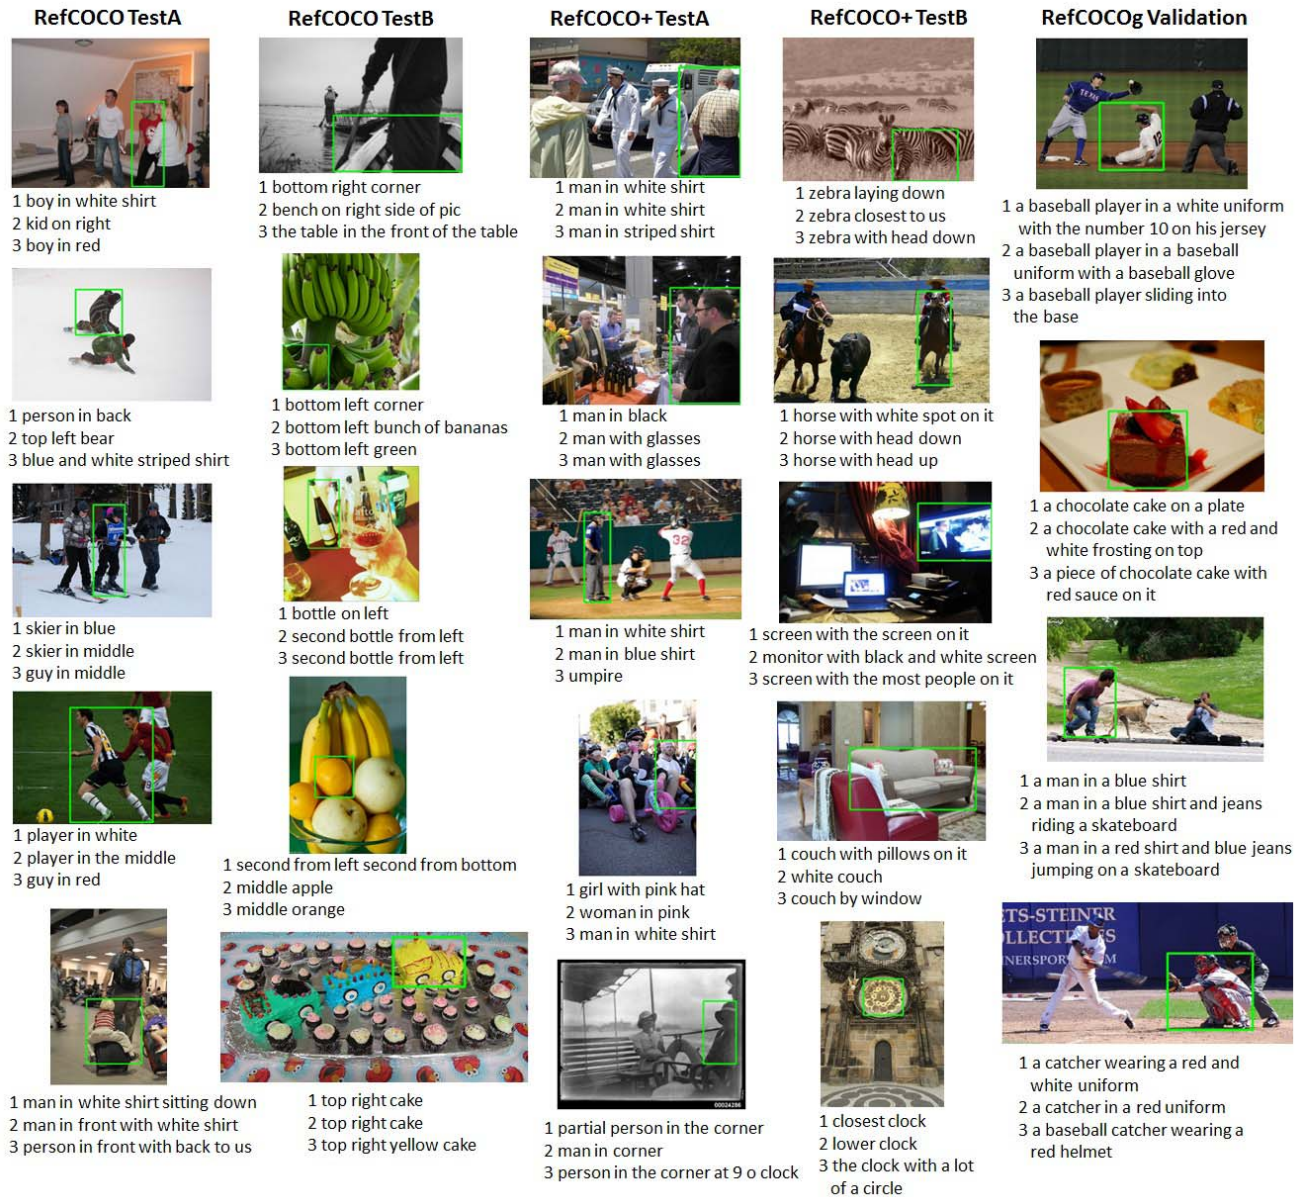 RefCOCO TestA
1 boy in white shirt
2 kid on right
3 boy in red
1 person in back
2 top left bear
3 blue and white striped shirt
1 skier in blue
2 skier in middle
3 guy in middle
1 player in white
2 player in the middle
3 guy in red
1 man in white shirt sitting down
2 man in front with white shirt
3 person in front with back to us
RefCOCO TestB
1 bottom right corner
2 bench on right side of pic
3 the table in the front of the table
1 bottom left corner
2 bottom left bunch of bananas
3 bottom left green
1 bottle on left
2 second bottle from left
3 second bottle from left
1 second from left second from bottom
2 middle apple
3 middle orange
1 top right cake
2 top right cake
3 top right yellow cake
RefCOCO+ TestA
1 man in white shirt
2 man in white shirt
3 man in striped shirt
1 man in black
2 man with glasses
3 man with glasses
32
1 man in white shirt
2 man in blue shirt
3 umpire
1 girl with pink hat
2 woman in pink
3 man in white shirt
00024286
1 partial person in the corner
2 man in corner
3 person in the corner at 9 o clock
RefCOCO+ TestB
1 zebra laying down
2 zebra closest to us
3 zebra with head down
1 horse with white spot on it
2 horse with head down
3 horse with head up
1 screen with the screen on it
2 monitor with black and white screen
3 screen with the most people on it
1 couch with pillows on it
2 white couch
3 couch by window
1 closest clock
2 lower clock
3 the clock with a lot
of a circle
RefCOCOg Validation
TEXAS
12
1 a baseball player in a white uniform
with the number 10 on his jersey
2 a baseball player in a baseball
uniform with a baseball glove
3 a baseball player sliding into
the base
1 a chocolate cake on a plate
2 a chocolate cake with a red and
white frosting on top
3 a piece of chocolate cake with
red sauce on it
1 a man in a blue shirt
2 a man in a blue shirt and jeans
riding a skateboard
3 a man in a red shirt and blue jeans
jumping on a skateboard
ETS-STEINER
OLLECTIBLES
1 a catcher wearing a red and
white uniform
2 a catcher in a red uniform
3 a baseball catcher wearing a
red helmet